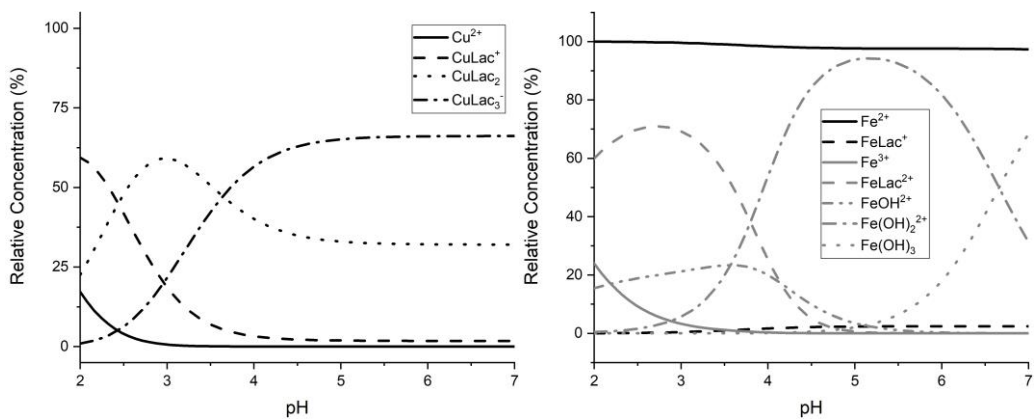 100
75
50
25
0
Relative Concentration (%)
2 3 4 5 6 7
pH
Cu²⁺
CuLac⁺
CuLac₂
CuLac₃⁻
100
80
60
40
20
0
Relative Concentration (%)
2 3 4 5 6 7
pH
Fe²⁺
FeLac⁺
Fe³⁺
FeLac²⁺
FeOH²⁺
Fe(OH)₂²⁺
Fe(OH)₃